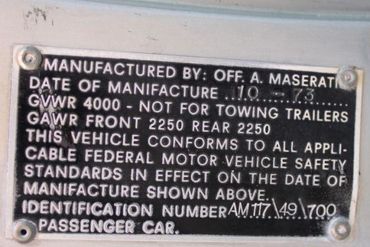 MANUFACTURED BY: OFF. A. MASERATI
DATE OF MANIFACTURE ..10 – 73
GVWR 4000 - NOT FOR TOWING TRAILERS
GAWR FRONT 2250 REAR 2250
THIS VEHICLE CONFORMS TO ALL APPLI-
CABLE FEDERAL MOTOR VEHICLE SAFETY
STANDARDS IN EFFECT ON THE DATE OF
MANIFACTURE SHOWN ABOVE.
IDENTIFICATION NUMBER AM117/49/700
PASSENGER CAR.